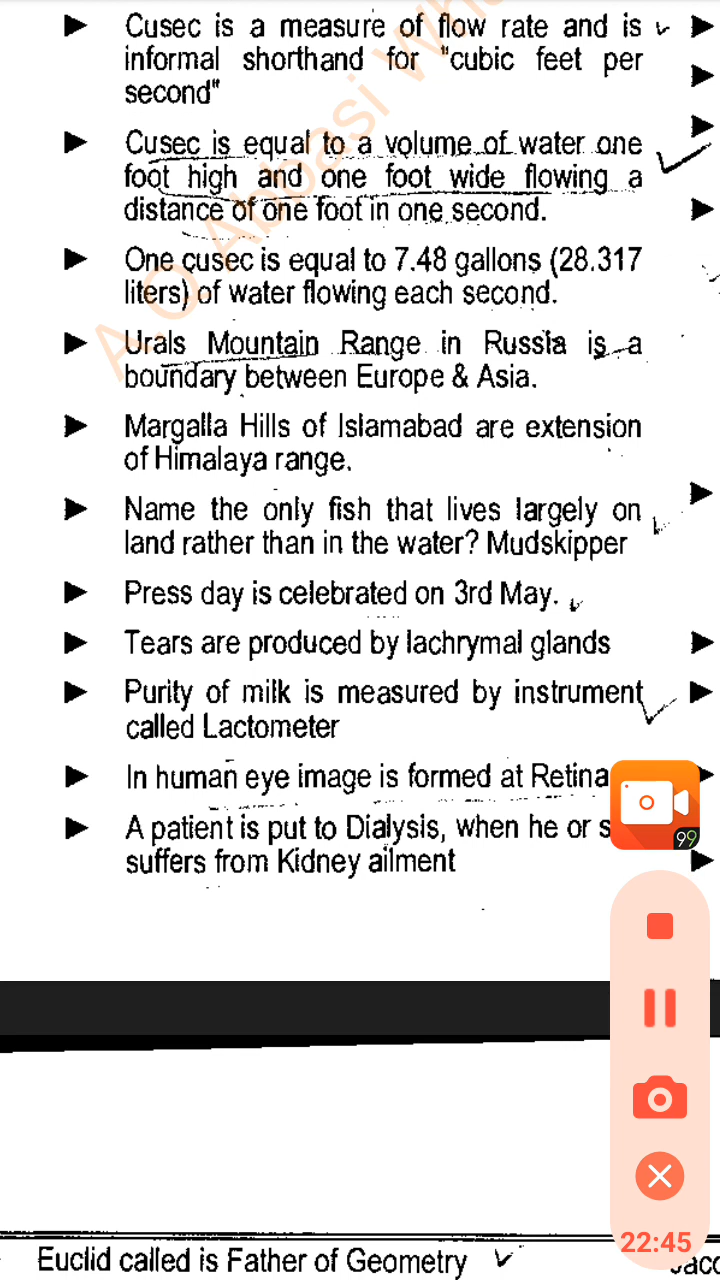 ► Cusec is a measure of flow rate and is
informal shorthand for "cubic feet per
second"
► Cusec is equal to a volume of water one
foot high and one foot wide flowing a
distance of one foot in one second.
► One cusec is equal to 7.48 gallons (28.317
liters) of water flowing each second.
► Urals Mountain Range in Russia is a
boundary between Europe & Asia.
► Margalla Hills of Islamabad are extension
of Himalaya range.
► Name the only fish that lives largely on
land rather than in the water? Mudskipper
► Press day is celebrated on 3rd May.
► Tears are produced by lachrymal glands
► Purity of milk is measured by instrument
called Lactometer
► In human eye image is formed at Retina
► A patient is put to Dialysis, when he or s
suffers from Kidney ailment
A.Q Abbasi Wha
99
22:45
Euclid called is Father of Geometry